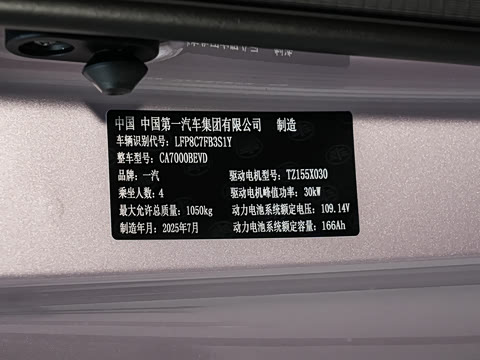 中国 中国第一汽车集团有限公司 制造
车辆识别代号: LFP8C7FB3S1Y
整车型号: CA7000BEVD
品牌: 一汽 驱动电机型号: TZ155X030
乘坐人数: 4 驱动电机峰值功率: 30kW
最大允许总质量: 1050kg 动力电池系统额定电压: 109.14V
制造年月: 2025年7月 动力电池系统额定容量: 166Ah